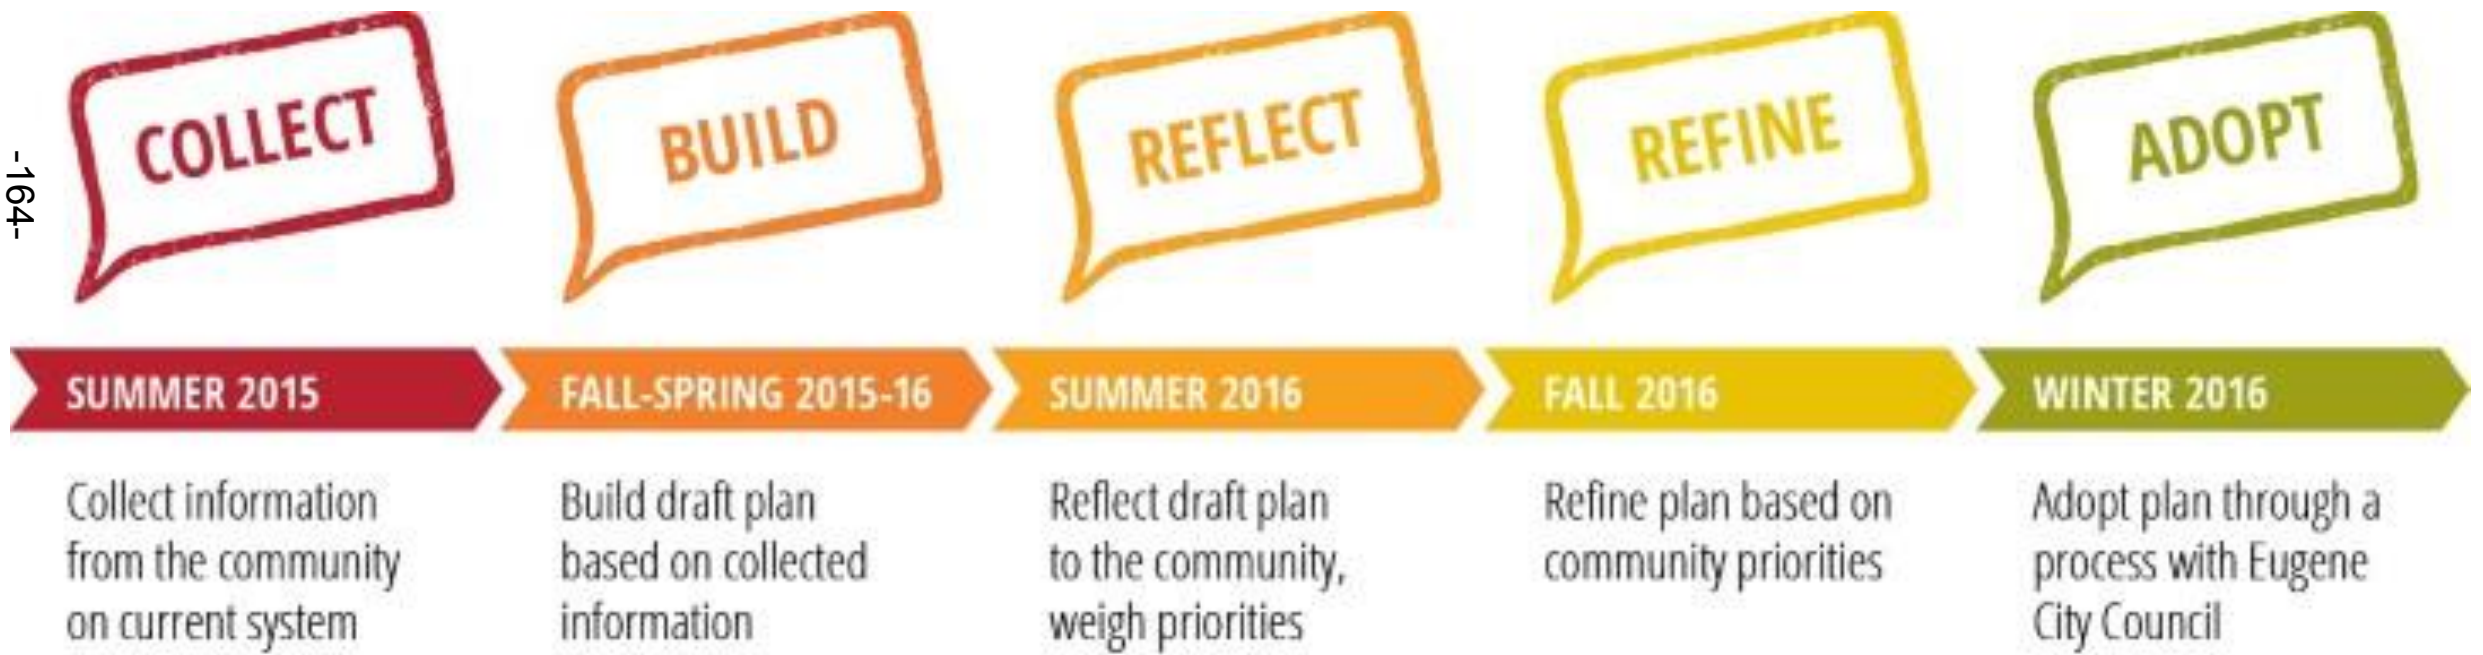 -164-
COLLECT
BUILD
REFLECT
REFINE
ADOPT
SUMMER 2015
FALL-SPRING 2015-16
SUMMER 2016
FALL 2016
WINTER 2016
Collect information
from the community
on current system
Build draft plan
based on collected
information
Reflect draft plan
to the community,
weigh priorities
Refine plan based on
community priorities
Adopt plan through a
process with Eugene
City Council